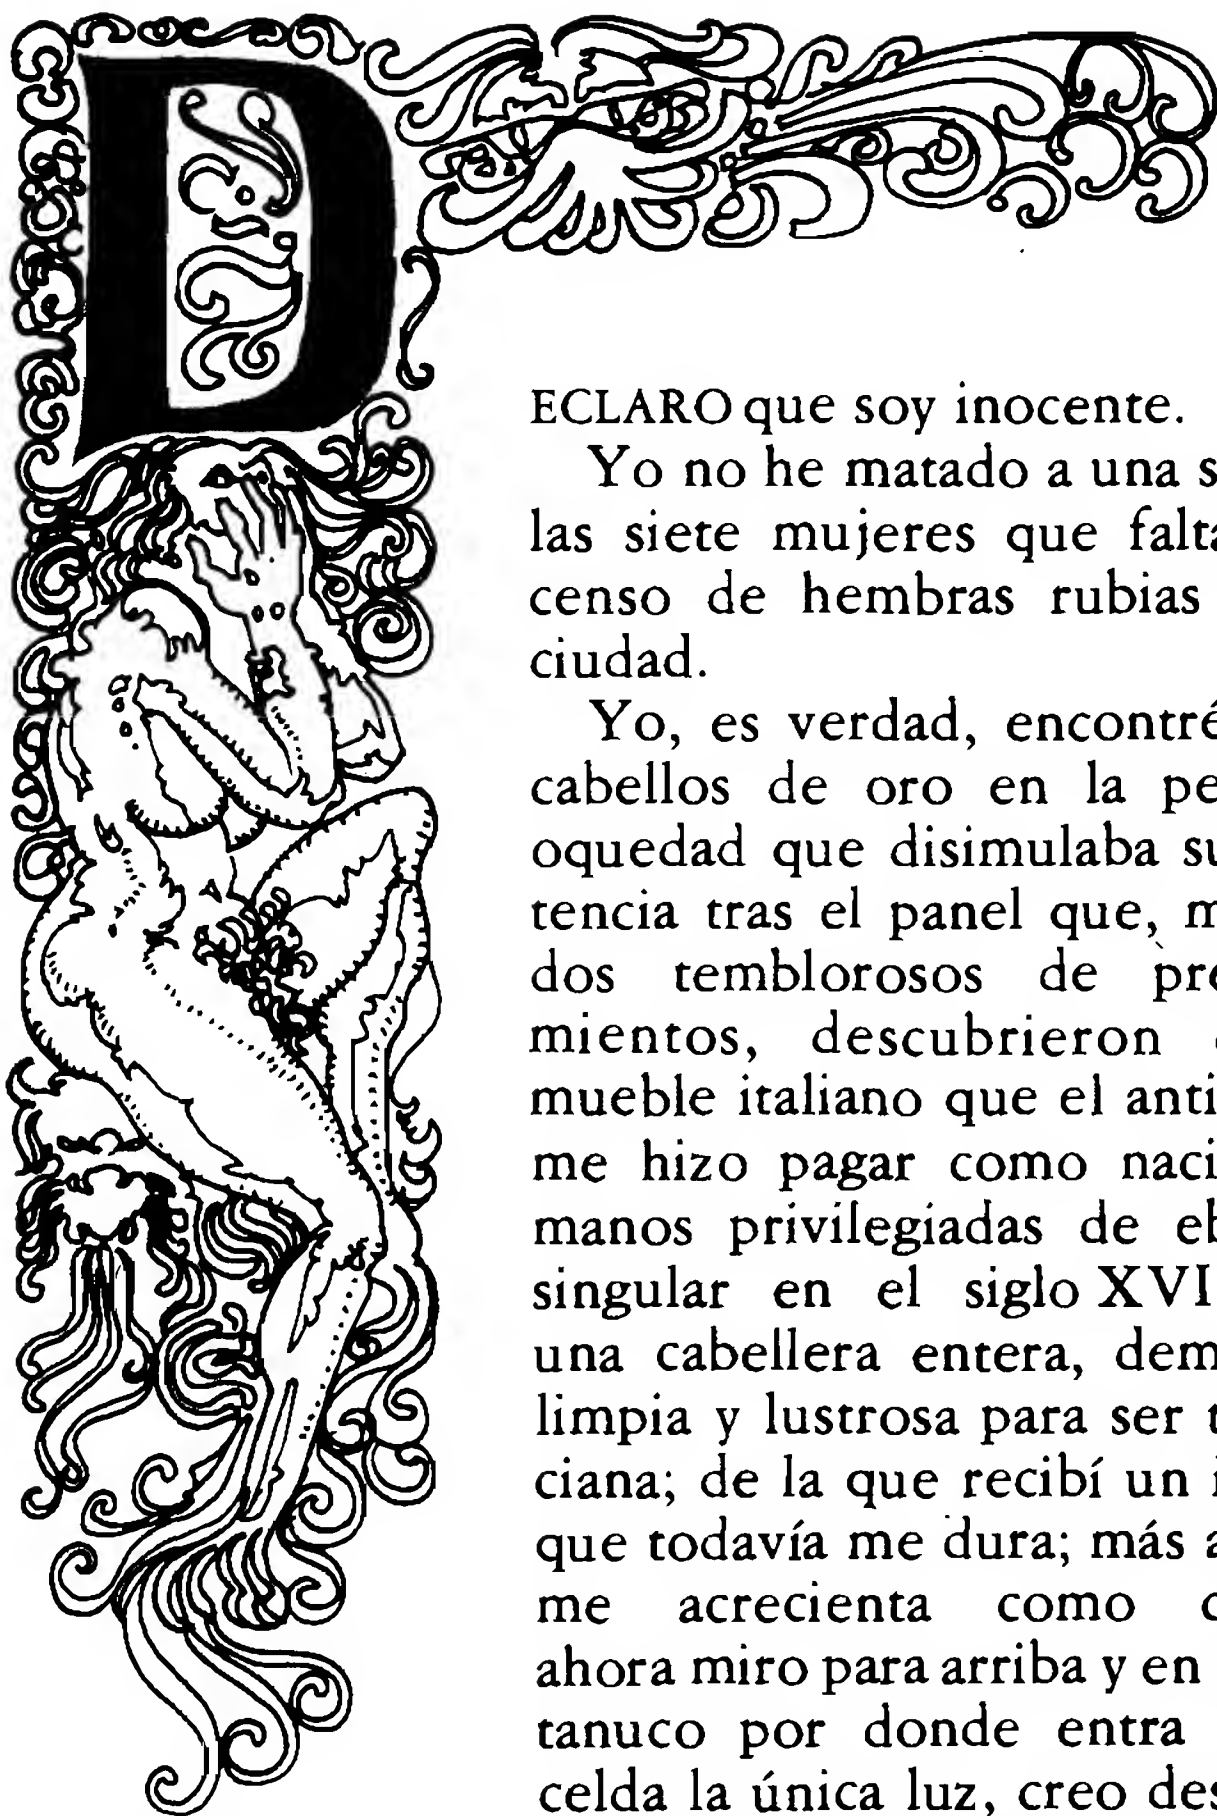 DECLARO que soy inocente.
Yo no he matado a una s
las siete mujeres que falta
censo de hembras rubias
ciudad.
Yo, es verdad, encontré
cabellos de oro en la pe
oquedad que disimulaba su
tencia tras el panel que, m
dos temblorosos de pre
mientos, descubrieron
mueble italiano que el anti
me hizo pagar como naci
manos privilegiadas de eb
singular en el siglo XVI
una cabellera entera, dem
limpia y lustrosa para ser t
ciana; de la que recibí un i
que todavía me dura; más a
me acrecienta como c
ahora miro para arriba y en
tanuco por donde entra
celda la única luz, creo des